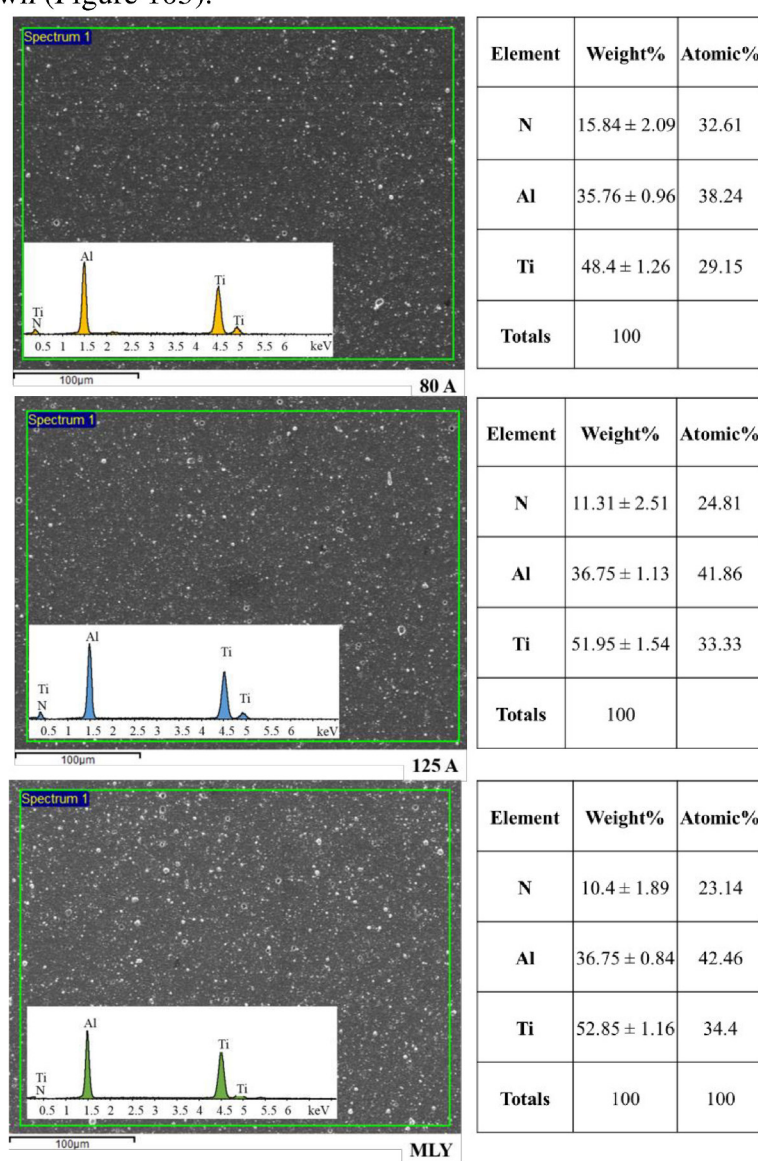 (Figure 105).
Spectrum 1
Al
Ti
Ti
Ti
N
0.5 1 1.5 2 2.5 3 3.5 4 4.5 5 5.5 6 keV
100μm
80 A
Element Weight% Atomic%
N 15.84 ± 2.09 32.61
Al 35.76 ± 0.96 38.24
Ti 48.4 ± 1.26 29.15
Totals 100
Spectrum 1
Al
Ti
Ti
Ti
N
0.5 1 1.5 2 2.5 3 3.5 4 4.5 5 5.5 6 keV
100μm
125 A
Element Weight% Atomic%
N 11.31 ± 2.51 24.81
Al 36.75 ± 1.13 41.86
Ti 51.95 ± 1.54 33.33
Totals 100
Spectrum 1
Al
Ti
Ti
Ti
N
0.5 1 1.5 2 2.5 3 3.5 4 4.5 5 5.5 6 keV
100μm
MLY
Element Weight% Atomic%
N 10.4 ± 1.89 23.14
Al 36.75 ± 0.84 42.46
Ti 52.85 ± 1.16 34.4
Totals 100 100